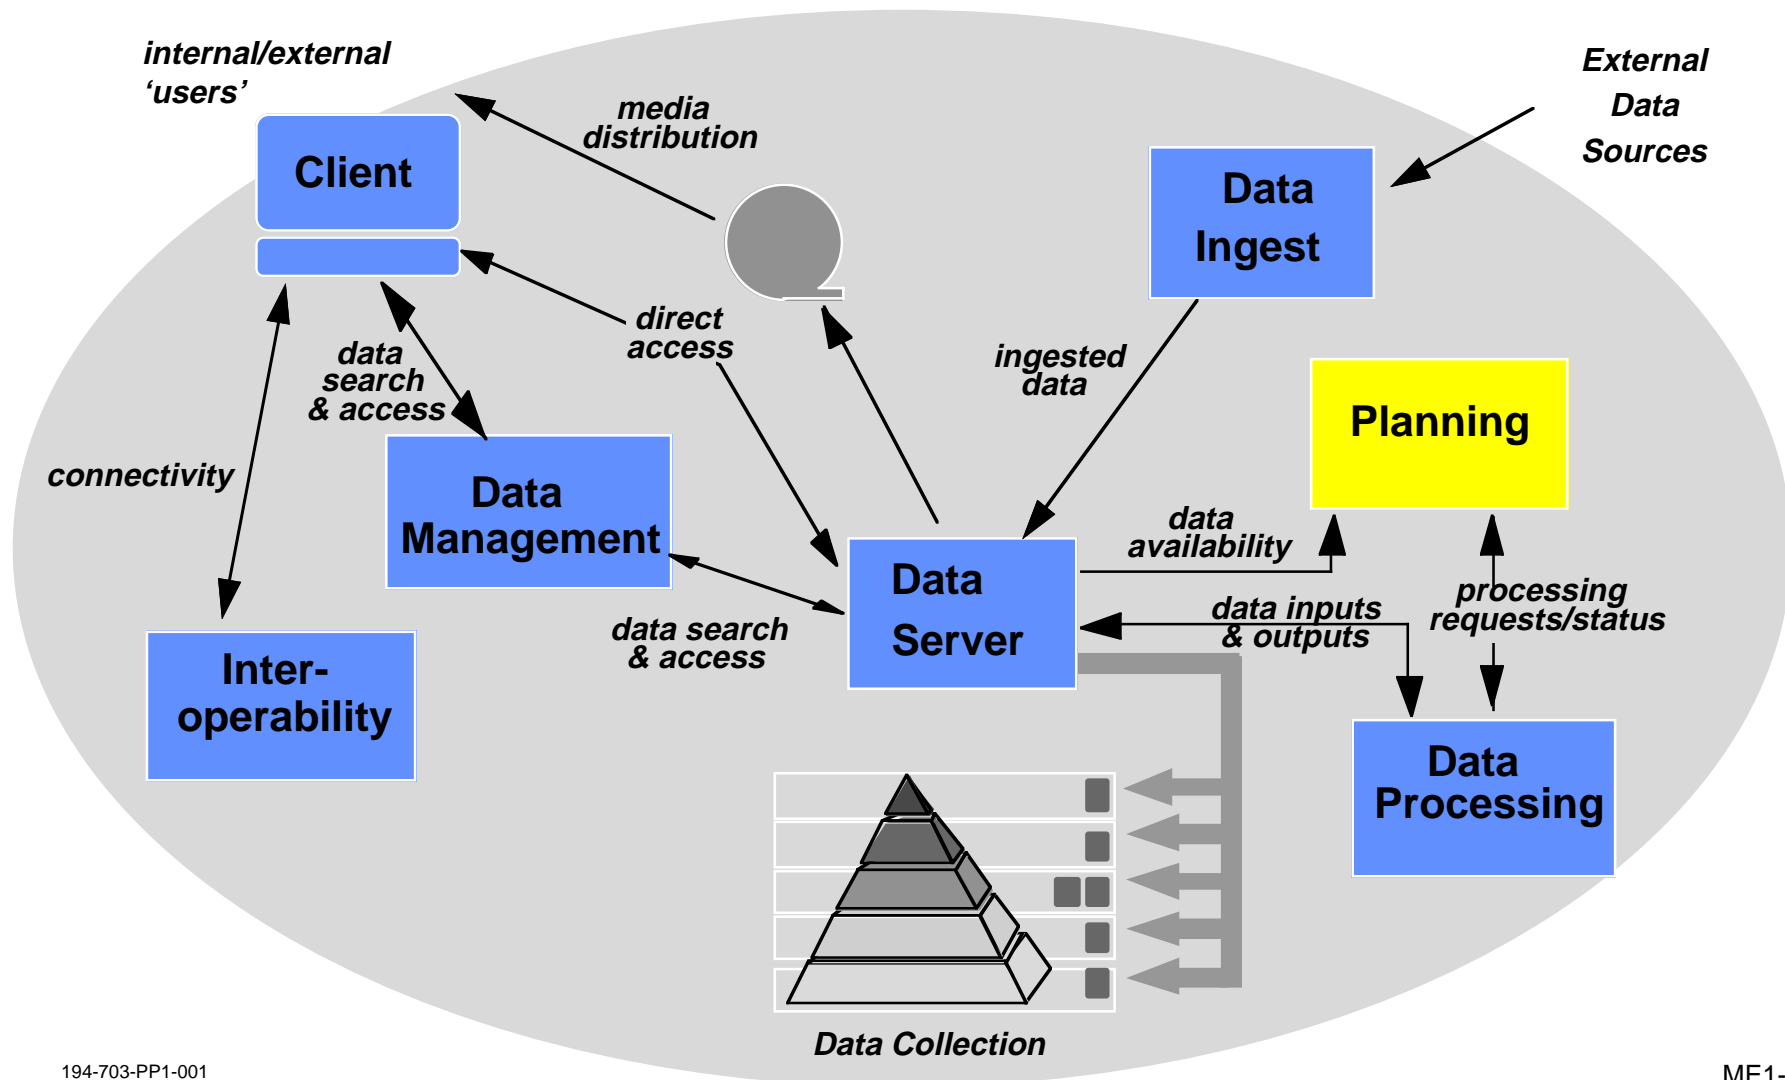 internal/external
‘users’
Client
media
distribution
External
Data
Sources
Data
Ingest
direct
access
data
search
& access
ingested
data
Planning
connectivity
Data
Management
data
availability
Data
Server
data search
& access
data inputs
& outputs
processing
requests/status
Inter-
operability
Data
Processing
Data Collection
194-703-PP1-001
ME1-